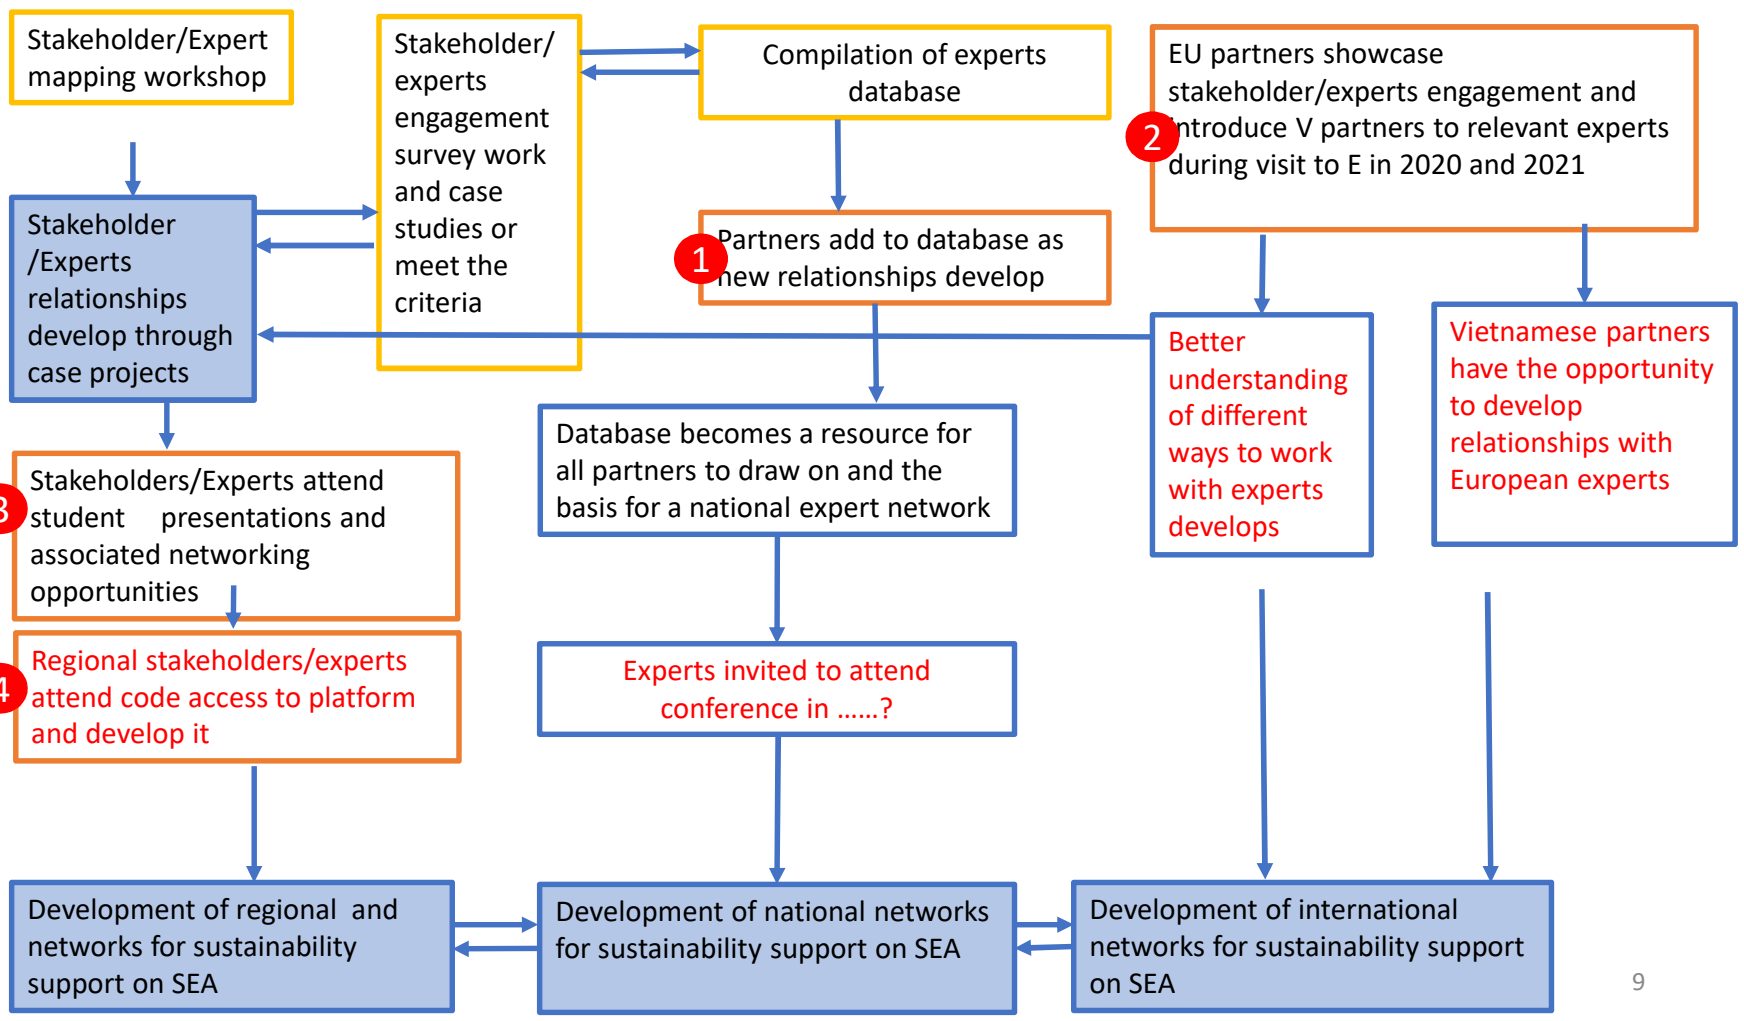 Stakeholder/Expert
mapping workshop
Stakeholder/
experts
engagement
survey work
and case
studies or
meet the
criteria
Compilation of experts
database
EU partners showcase
stakeholder/experts engagement and
introduce V partners to relevant experts
during visit to E in 2020 and 2021
2
Stakeholder
/Experts
relationships
develop through
case projects
1
Partners add to database as
new relationships develop
Better
understanding
of different
ways to work
with experts
develops
Vietnamese partners
have the opportunity
to develop
relationships with
European experts
Database becomes a resource for
all partners to draw on and the
basis for a national expert network
3
Stakeholders/Experts attend
student presentations and
associated networking
opportunities
4
Regional stakeholders/experts
attend code access to platform
and develop it
Experts invited to attend
conference in ......?
Development of regional and
networks for sustainability
support on SEA
Development of national networks
for sustainability support on SEA
Development of international
networks for sustainability support
on SEA
9